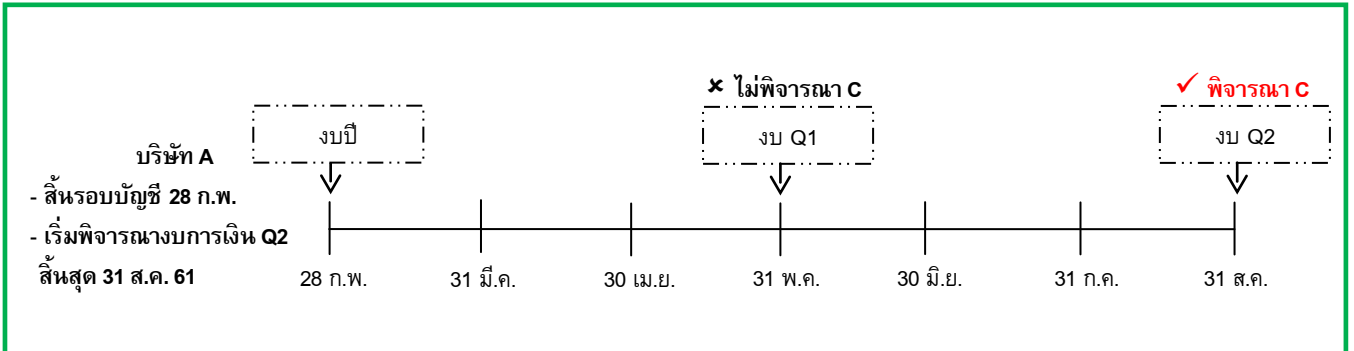 ✗ ไม่พิจารณา C
✓ พิจารณา C
งบปี
งบ Q1
งบ Q2
บริษัท A
- สิ้นรอบบัญชี 28 ก.พ.
- เริ่มพิจารณางบการเงิน Q2
สิ้นสุด 31 ส.ค. 61
28 ก.พ.
31 มี.ค.
30 เม.ย.
31 พ.ค.
30 มิ.ย.
31 ก.ค.
31 ส.ค.